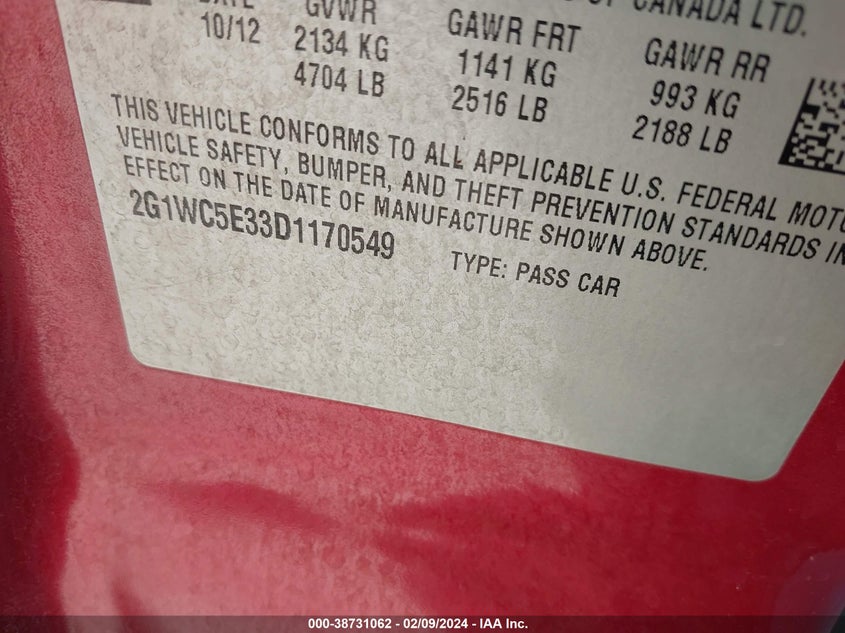 OF CANADA LTD.
DATE GVWR GAWR FRT GAWR RR
10/12 2134 KG 1141 KG 993 KG
4704 LB 2516 LB 2188 LB
THIS VEHICLE CONFORMS TO ALL APPLICABLE U.S. FEDERAL MOTO
VEHICLE SAFETY, BUMPER, AND THEFT PREVENTION STANDARDS IN
EFFECT ON THE DATE OF MANUFACTURE SHOWN ABOVE.
2G1WC5E33D1170549 TYPE: PASS CAR
000-38731062 - 02/09/2024 - IAA Inc.